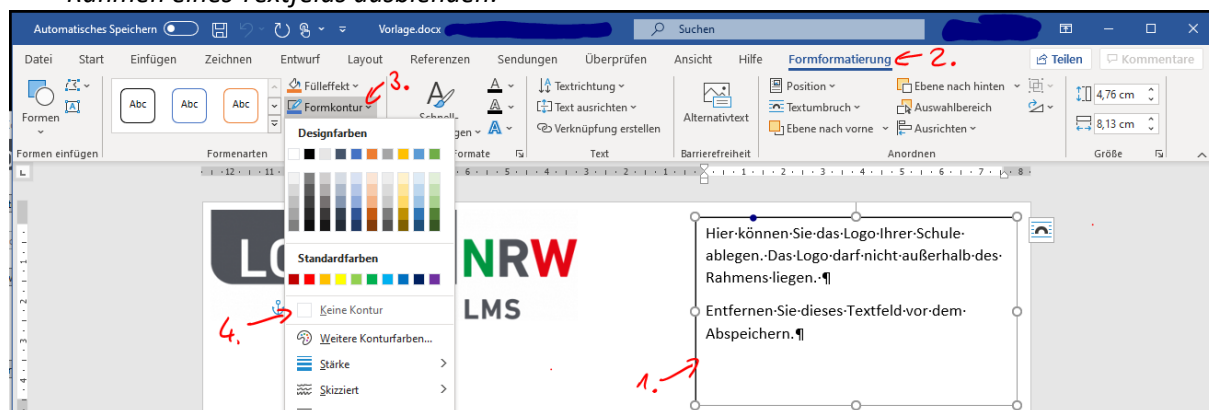 Rahmen eines Textfelds ausblenden:
Automatisches Speichern
Vorlage.docx
Suchen
Datei Start Einfügen Zeichnen Entwurf Layout Referenzen Sendungen Überprüfen Ansicht Hilfe Formformatierung 2. Teilen Kommentare
Formen
Abc Abc Abc
Fülleffekt
3.
Formkontur
Textrichtung
Text ausrichten
Verknüpfung erstellen
Alternativtext
Position
Textumbruch
Ebene nach vorne
Ebene nach hinten
Auswahlbereich
Ausrichten
4,76 cm
8,13 cm
Formen einfügen Formenarten Text Barrierefreiheit Anordnen Größe
Designfarben
Standardfarben
4.
Keine Kontur
Weitere Konturfarben...
Stärke
Skizziert
NRW
LMS
Hier·können·Sie·das·Logo·Ihrer·Schule·
ablegen.·Das·Logo·darf·nicht·außerhalb·des·
Rahmens·liegen.·¶
Entfernen·Sie·dieses·Textfeld·vor·dem·
Abspeichern.¶
1.